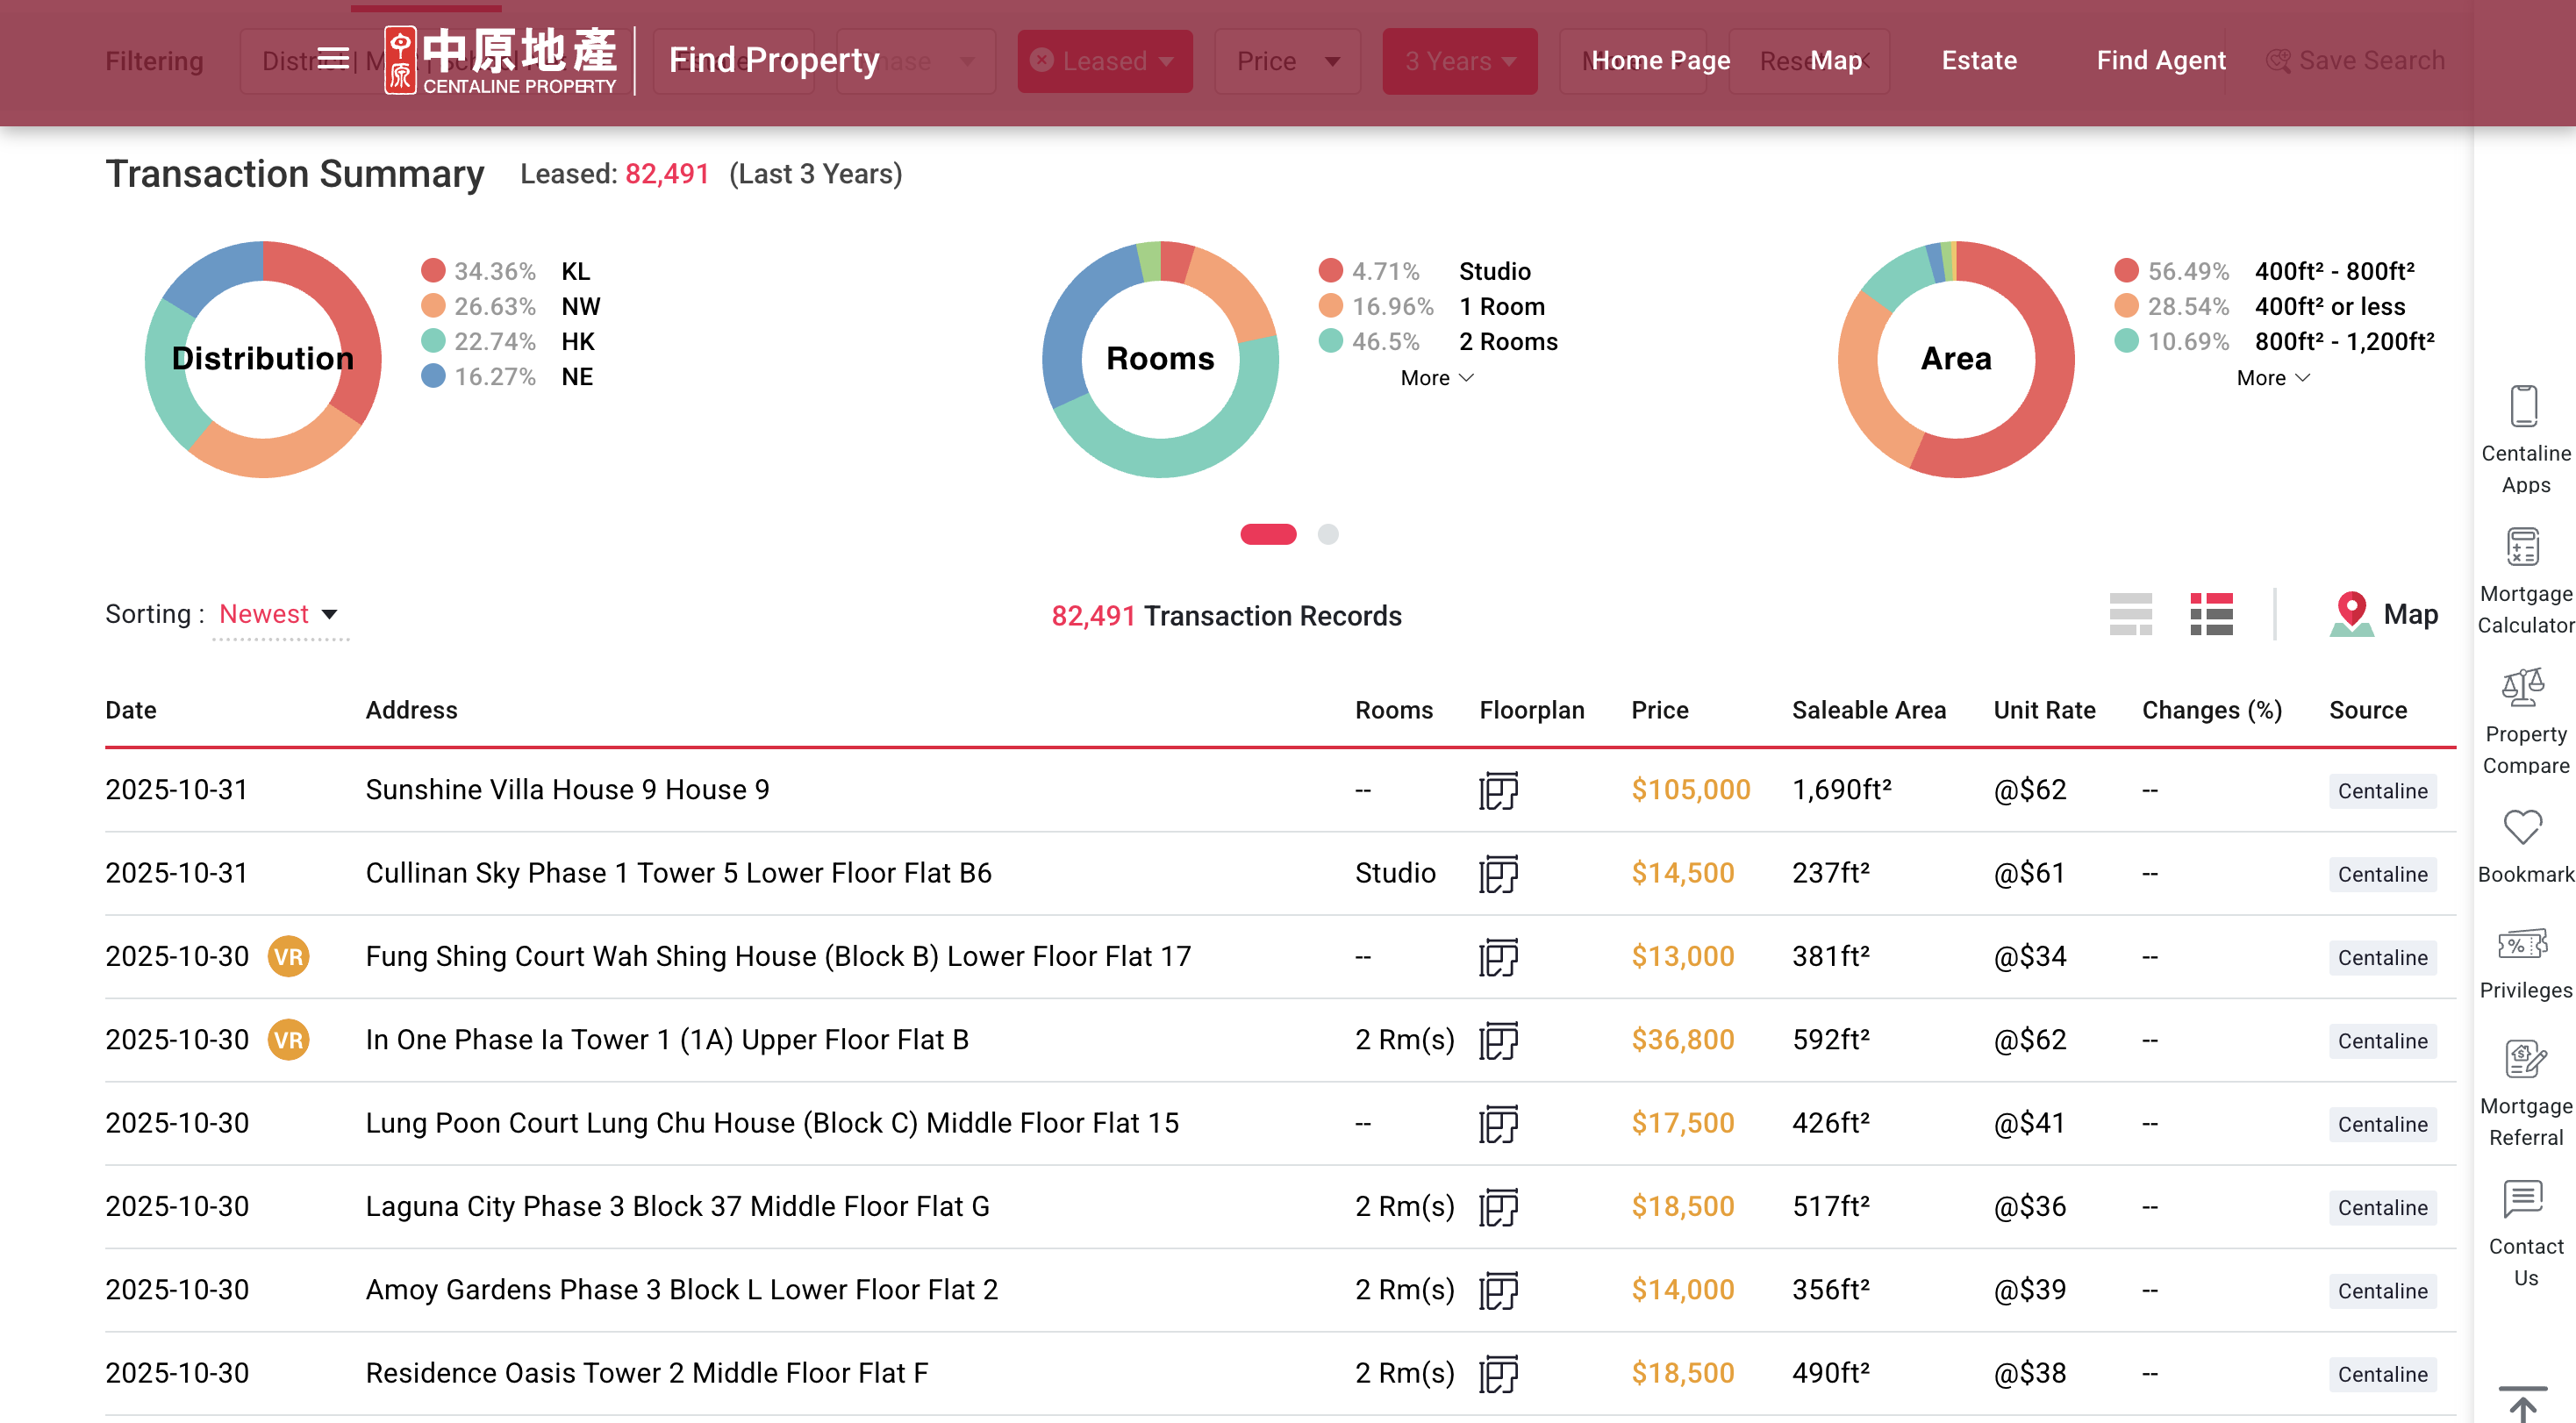 Filtering
中原地產
CENTALINE PROPERTY
Find Property
Leased
Price
3 Years
Home Page
Map
Estate
Find Agent
Save Search
Transaction Summary Leased: 82,491 (Last 3 Years)
Distribution
34.36% KL
26.63% NW
22.74% HK
16.27% NE
Rooms
4.71% Studio
16.96% 1 Room
46.5% 2 Rooms
More
Area
56.49% 400ft² - 800ft²
28.54% 400ft² or less
10.69% 800ft² - 1,200ft²
More
Sorting : Newest
82,491 Transaction Records
Map
Date Address Rooms Floorplan Price Saleable Area Unit Rate Changes (%) Source
2025-10-31 Sunshine Villa House 9 House 9 -- $105,000 1,690ft² @$62 -- Centaline
2025-10-31 Cullinan Sky Phase 1 Tower 5 Lower Floor Flat B6 Studio $14,500 237ft² @$61 -- Centaline
2025-10-30 VR Fung Shing Court Wah Shing House (Block B) Lower Floor Flat 17 -- $13,000 381ft² @$34 -- Centaline
2025-10-30 VR In One Phase Ia Tower 1 (1A) Upper Floor Flat B 2 Rm(s) $36,800 592ft² @$62 -- Centaline
2025-10-30 Lung Poon Court Lung Chu House (Block C) Middle Floor Flat 15 -- $17,500 426ft² @$41 -- Centaline
2025-10-30 Laguna City Phase 3 Block 37 Middle Floor Flat G 2 Rm(s) $18,500 517ft² @$36 -- Centaline
2025-10-30 Amoy Gardens Phase 3 Block L Lower Floor Flat 2 2 Rm(s) $14,000 356ft² @$39 -- Centaline
2025-10-30 Residence Oasis Tower 2 Middle Floor Flat F 2 Rm(s) $18,500 490ft² @$38 -- Centaline
Centaline
Apps
Mortgage
Calculator
Property
Compare
Bookmark
Privileges
Mortgage
Referral
Contact
Us